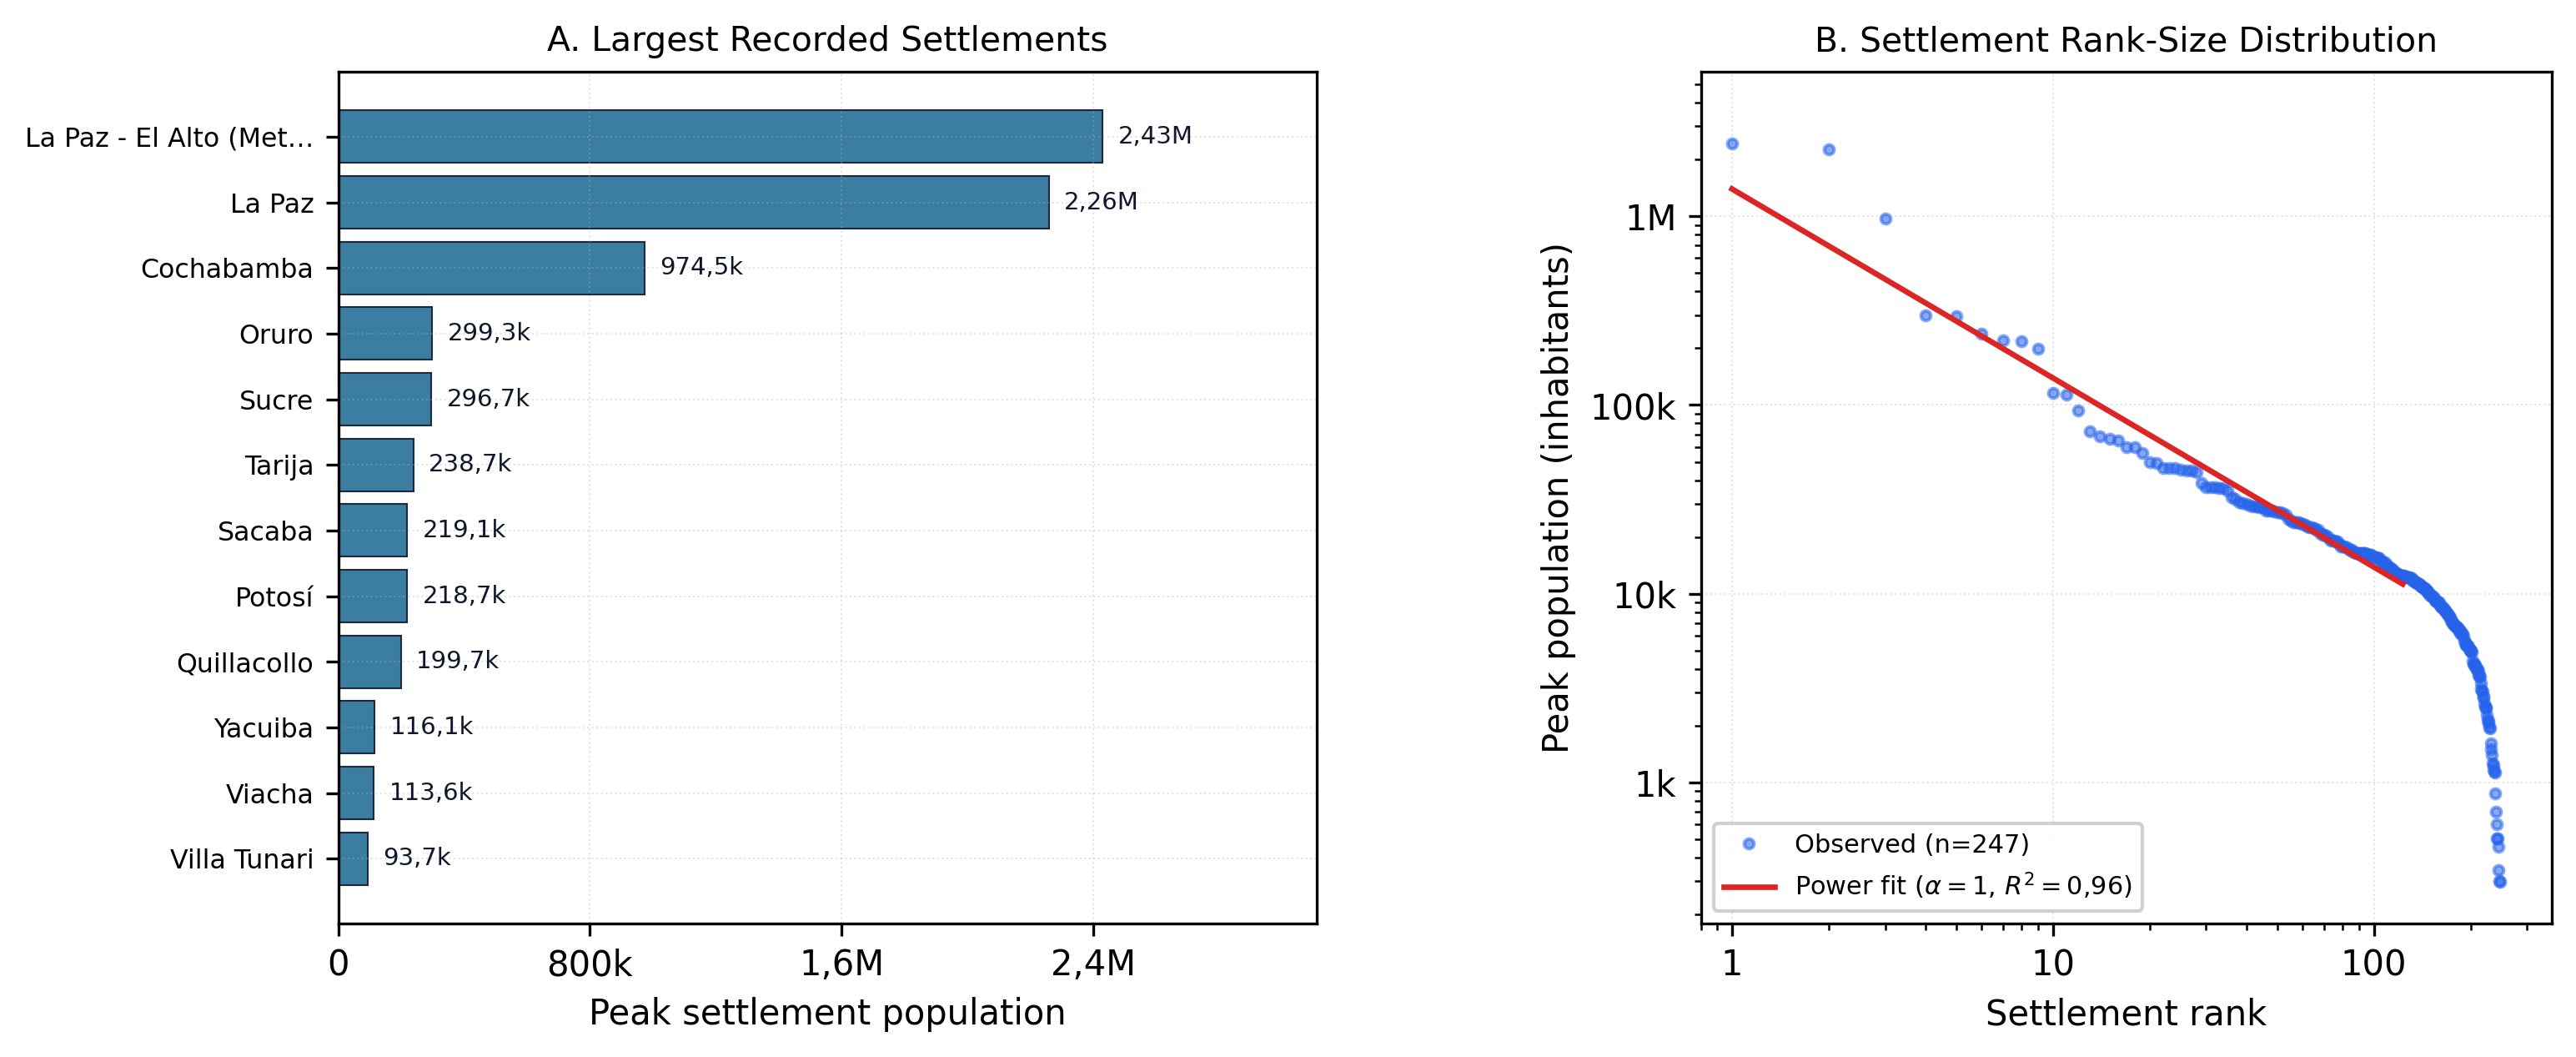 A. Largest Recorded Settlements
La Paz - El Alto (Met...
2,43M
La Paz
2,26M
Cochabamba
974,5k
Oruro
299,3k
Sucre
296,7k
Tarija
238,7k
Sacaba
219,1k
Potosí
218,7k
Quillacollo
199,7k
Yacuiba
116,1k
Viacha
113,6k
Villa Tunari
93,7k
0 800k 1,6M 2,4M
Peak settlement population
B. Settlement Rank-Size Distribution
Peak population (inhabitants)
1M
100k
10k
1k
Observed (n=247)
Power fit (α = 1, R² = 0,96)
1 10 100
Settlement rank